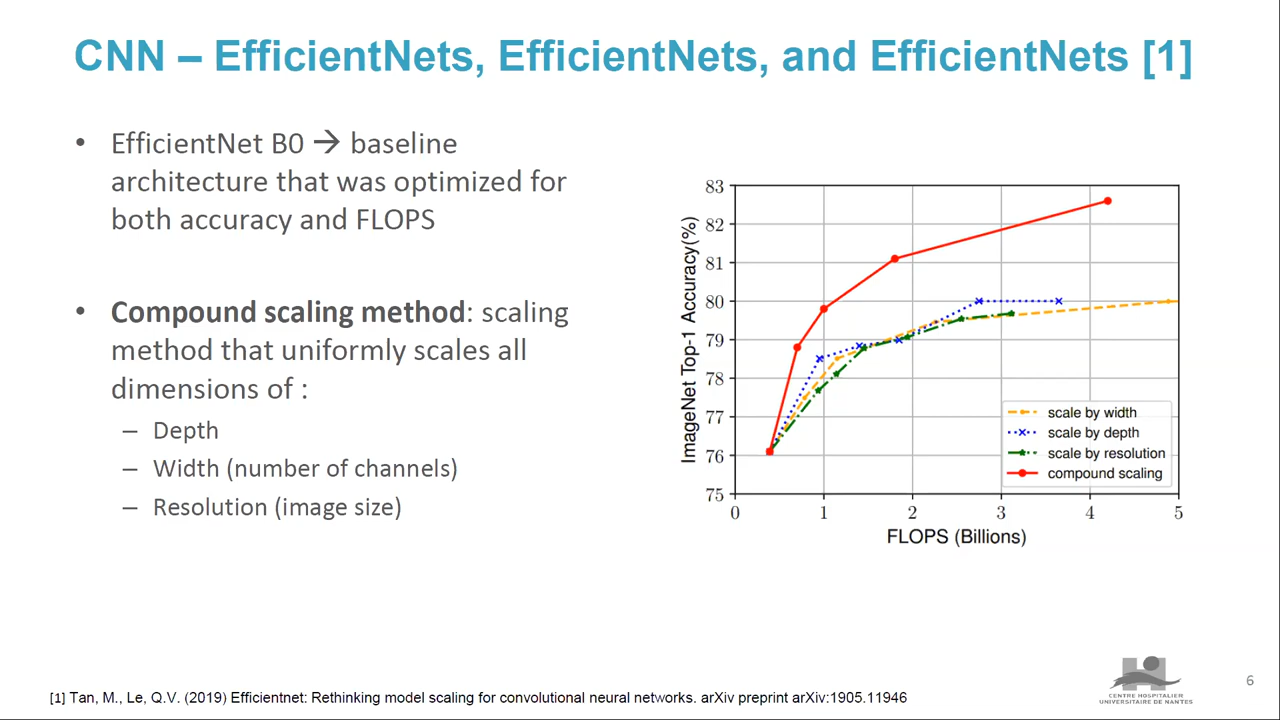 CNN – EfficientNets, EfficientNets, and EfficientNets [1]
• EfficientNet B0 → baseline
architecture that was optimized for
both accuracy and FLOPS
• Compound scaling method: scaling
method that uniformly scales all
dimensions of :
– Depth
– Width (number of channels)
– Resolution (image size)
ImageNet Top-1 Accuracy(%)
83
82
81
80
79
78
77
76
75
0 1 2 3 4 5
FLOPS (Billions)
scale by width
scale by depth
scale by resolution
compound scaling
[1] Tan, M., Le, Q.V. (2019) Efficientnet: Rethinking model scaling for convolutional neural networks. arXiv preprint arXiv:1905.11946
CENTRE HOSPITALIER
UNIVERSITAIRE DE NANTES
6